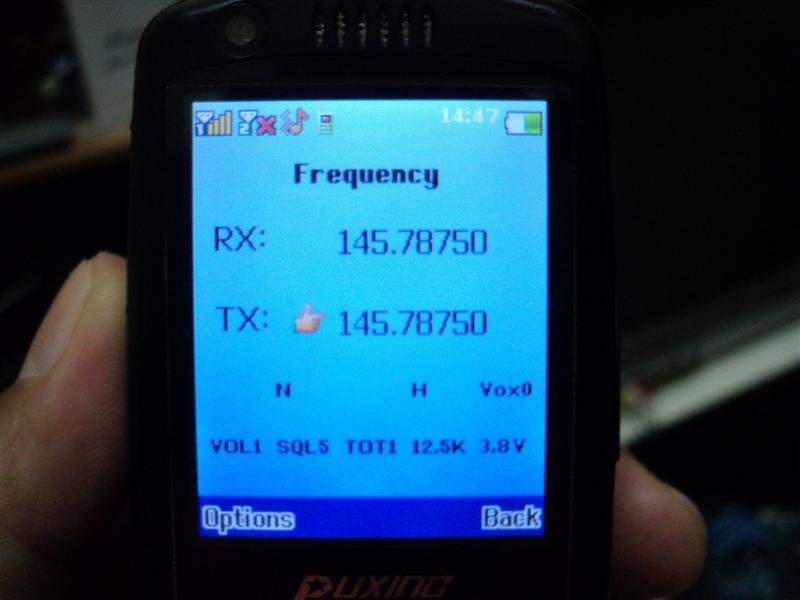 14:47
Frequency
RX: 145.78750
TX: 145.78750
N H Vox0
VOL1 SQL5 TOT1 12.5K 3.8V
Options Back
PUXING